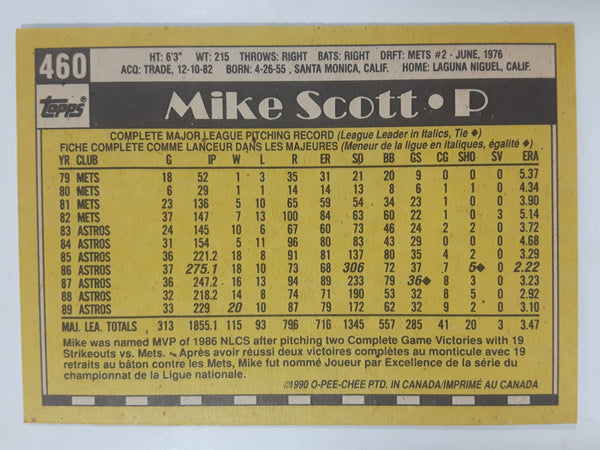 460
HT: 6'3" WT: 215 THROWS: RIGHT BATS: RIGHT DRFT: METS #2 - JUNE, 1976
ACQ: TRADE, 12-10-82 BORN: 4-26-55, SANTA MONICA, CALIF. HOME: LAGUNA NIGUEL, CALIF.
Topps®
Mike Scott • P
COMPLETE MAJOR LEAGUE PITCHING RECORD (League Leader in Italics, Tie ◆)
FICHE COMPLÈTE COMME LANCEUR DANS LES MAJEURES (Meneur de la ligue en italiques, égalité ◆)
YR CLUB G IP W L R ER SO BB GS CG SHO SV ERA
79 METS 18 52 1 3 35 31 21 20 9 0 0 0 5.37
80 METS 6 29 1 1 14 14 13 8 6 1 1 0 4.34
81 METS 23 136 5 10 65 59 54 34 23 1 0 0 3.90
82 METS 37 147 7 13 100 84 63 60 22 1 0 3 5.14
83 ASTROS 24 145 10 6 67 60 73 46 24 2 2 0 3.72
84 ASTROS 31 154 5 11 96 80 83 43 29 0 0 0 4.68
85 ASTROS 36 221.2 18 8 91 81 137 80 35 4 2 0 3.29
86 ASTROS 37 275.1 18 10 73 68 306 72 37 7 5◆ 0 2.22
87 ASTROS 36 247.2 16 13 94 89 233 79 36◆ 8 3 0 3.23
88 ASTROS 32 218.2 14 8 74 71 190 53 32 8 5 0 2.92
89 ASTROS 33 229 20 10 87 79 172 62 32 9 2 0 3.10
MAJ. LEA. TOTALS 313 1855.1 115 93 796 716 1345 557 285 41 20 3 3.47
Mike was named MVP of 1986 NLCS after pitching two Complete Game Victories with 19
Strikeouts vs. Mets. Après avoir réussi deux victoires complètes au monticule avec 19
retraits au bâton contre les Mets, Mike fut nommé Joueur par Excellence de la série du
championnat de la Ligue nationale.
©1990 O-PEE-CHEE PTD. IN CANADA/IMPRIMÉ AU CANADA